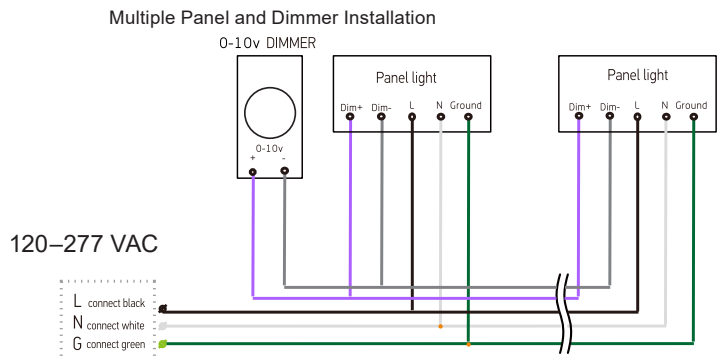 Multiple Panel and Dimmer Installation
0-10v DIMMER
Panel light
Panel light
Dim+ Dim- L N Ground
Dim+ Dim- L N Ground
0-10v
+ -
120–277 VAC
L connect black
N connect white
G connect green